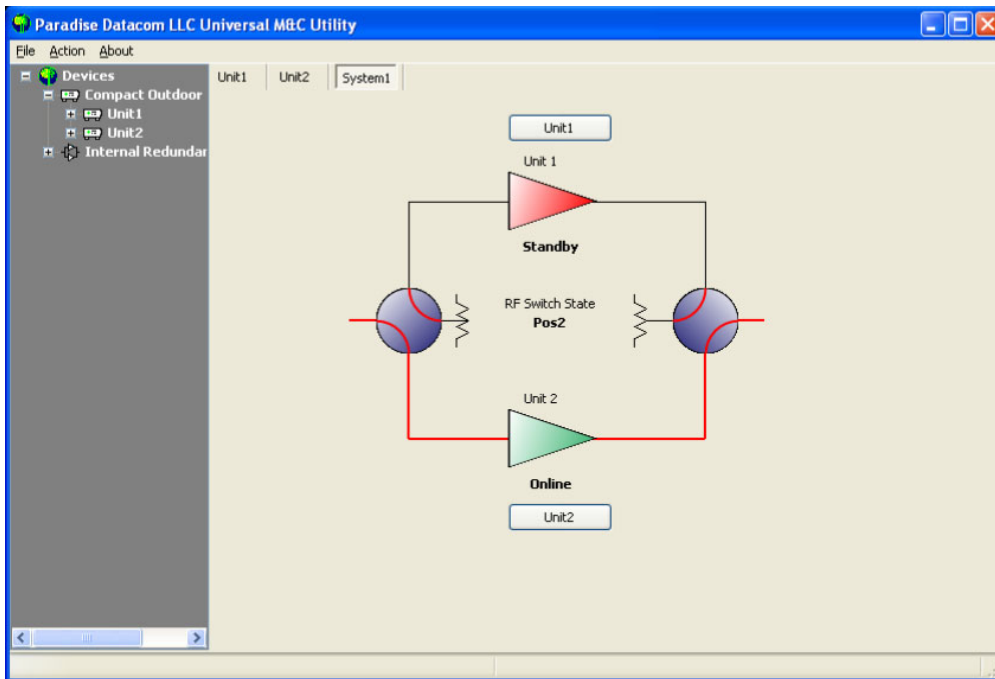 Paradise Datacom LLC Universal M&C Utility
File Action About
Devices
Compact Outdoor
Unit1
Unit2
Internal Redundar
Unit1 Unit2 System1
Unit1
Unit 1
Standby
RF Switch State
Pos2
Unit 2
Online
Unit2